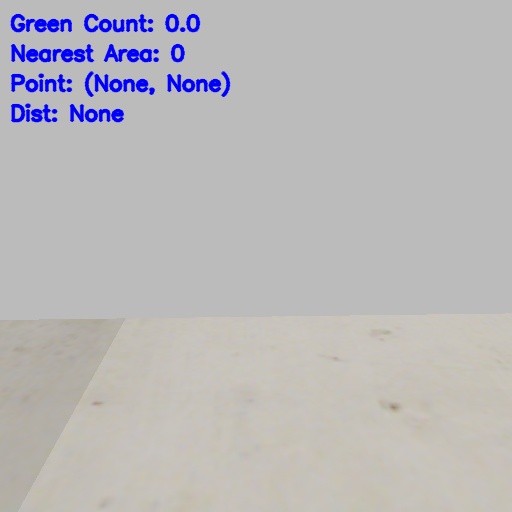 Green Count: 0.0
Nearest Area: 0
Point: (None, None)
Dist: None